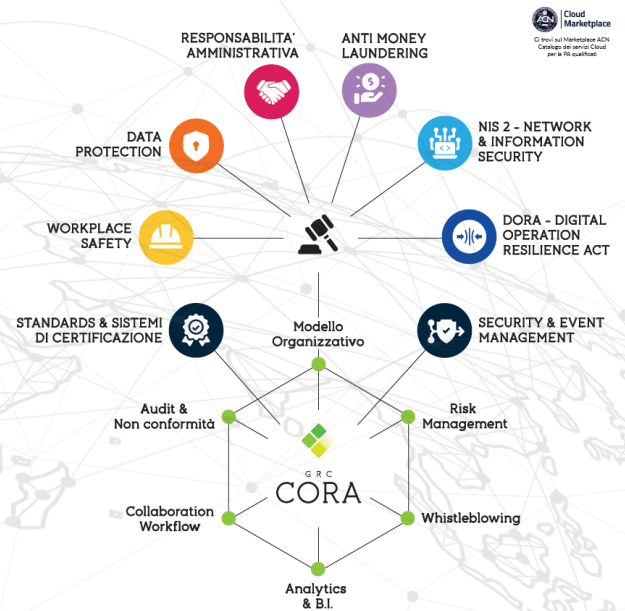 ACN
Cloud
Marketplace
Ci trovi sul Marketplace ACN
Catalogo dei servizi Cloud
per la PA qualificati
RESPONSABILITA'
AMMINISTRATIVA
ANTI MONEY
LAUNDERING
DATA
PROTECTION
NIS 2 - NETWORK
& INFORMATION
SECURITY
WORKPLACE
SAFETY
DORA - DIGITAL
OPERATION
RESILIENCE ACT
STANDARDS & SISTEMI
DI CERTIFICAZIONE
SECURITY & EVENT
MANAGEMENT
Modello
Organizzativo
Audit &
Non conformità
Risk
Management
GRC
CORA
Collaboration
Workflow
Whistleblowing
Analytics
& B.I.